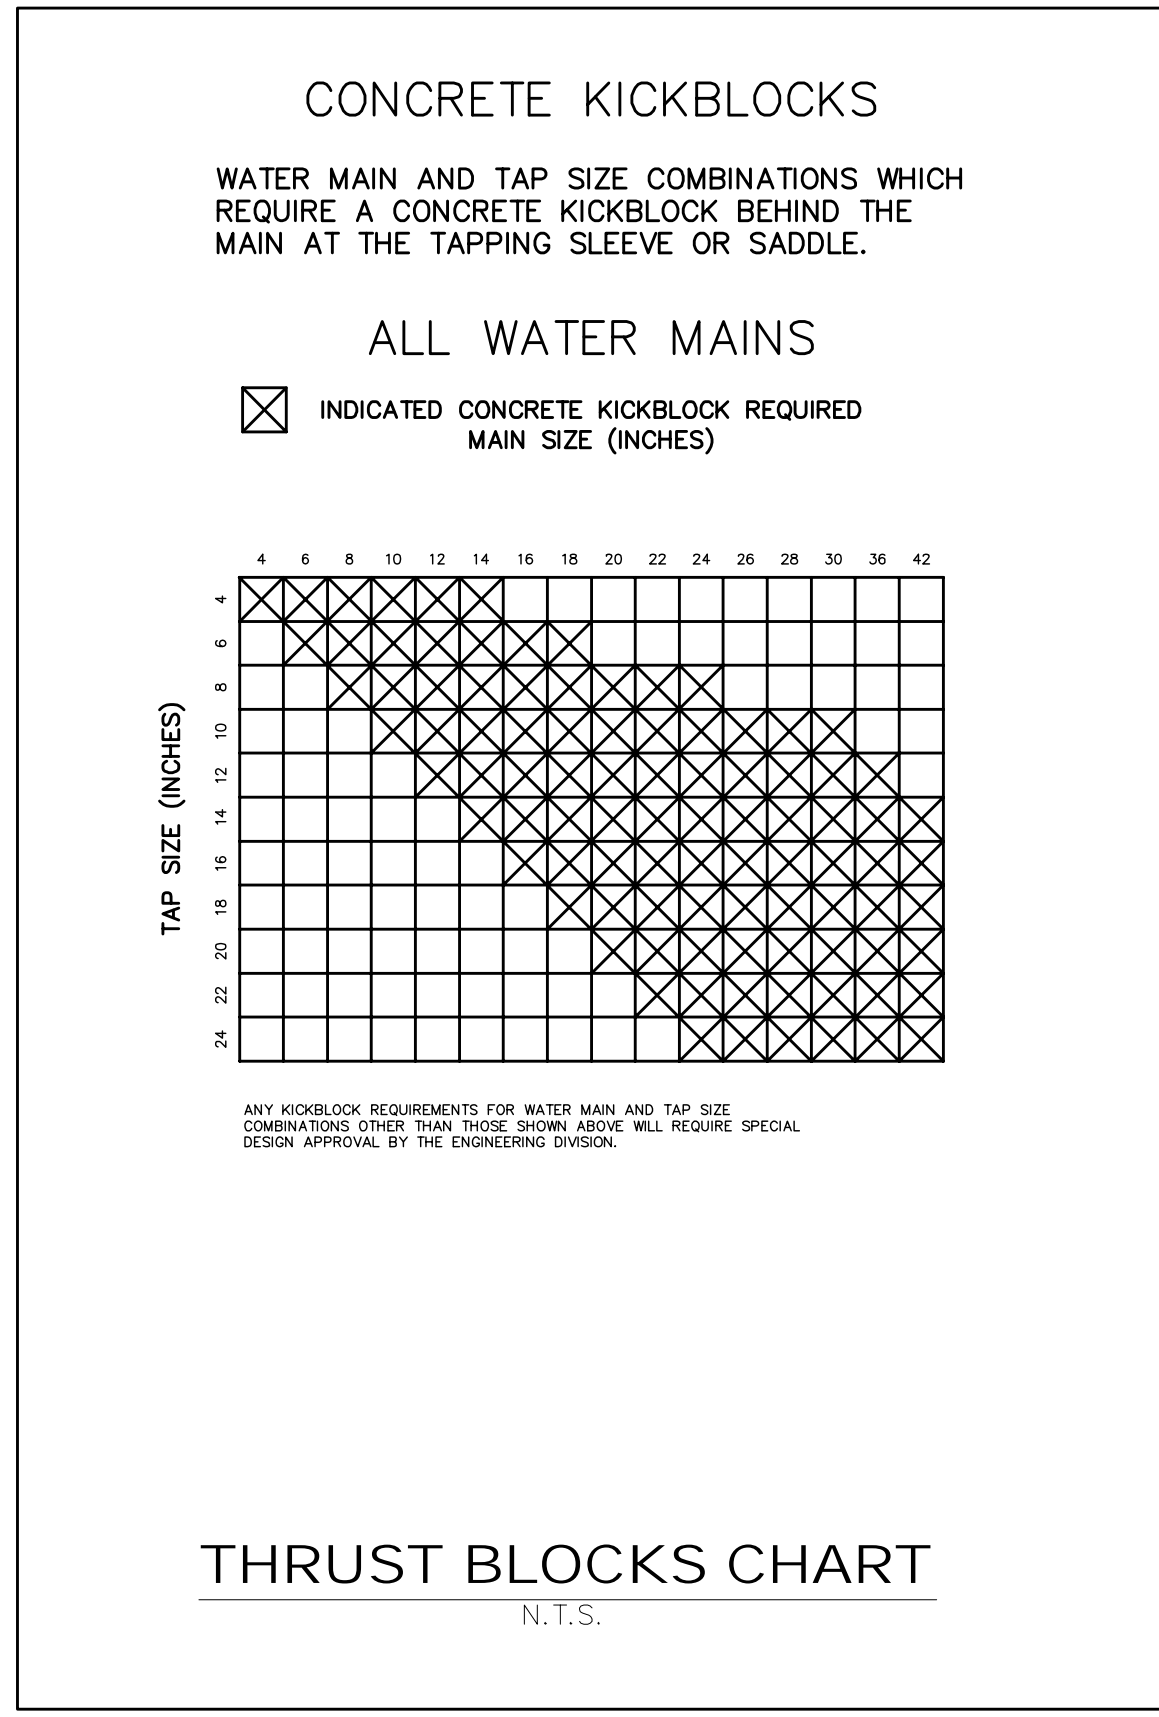 CONCRETE KICKBLOCKS
WATER MAIN AND TAP SIZE COMBINATIONS WHICH
REQUIRE A CONCRETE KICKBLOCK BEHIND THE
MAIN AT THE TAPPING SLEEVE OR SADDLE.
ALL WATER MAINS
INDICATED CONCRETE KICKBLOCK REQUIRED
MAIN SIZE (INCHES)
4 6 8 10 12 14 16 18 20 22 24 26 28 30 36 42
TAP SIZE (INCHES)
4
6
8
10
12
14
16
18
20
22
24
ANY KICKBLOCK REQUIREMENTS FOR WATER MAIN AND TAP SIZE
COMBINATIONS OTHER THAN THOSE SHOWN ABOVE WILL REQUIRE SPECIAL
DESIGN APPROVAL BY THE ENGINEERING DIVISION.
THRUST BLOCKS CHART
N.T.S.